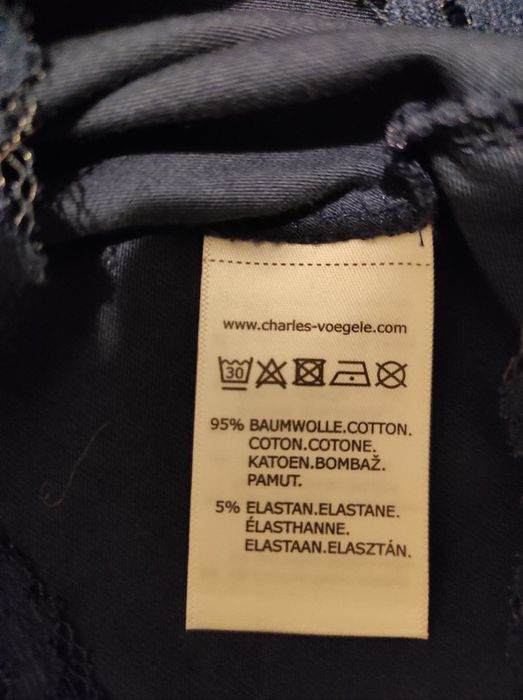 www.charles-voegele.com
30
95% BAUMWOLLE.COTTON.
COTON.COTONE.
KATOEN.BOMBAŽ.
PAMUT.
5% ELASTAN.ELASTANE.
ÉLASTHANNE.
ELASTAAN.ELASZTÁN.